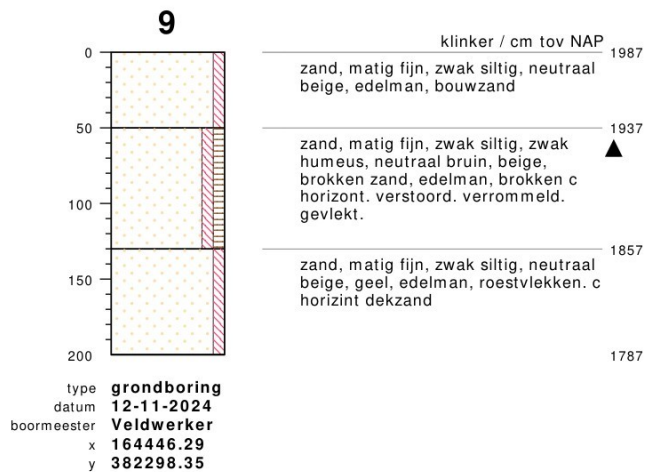 9
klinker / cm tov NAP
0
1987
zand, matig fijn, zwak siltig, neutraal
beige, edelman, bouwzand
50
1937
zand, matig fijn, zwak siltig, zwak
humeus, neutraal bruin, beige,
brokken zand, edelman, brokken c
horizont. verstoord. verrommeld.
gevlekt.
100
1857
zand, matig fijn, zwak siltig, neutraal
beige, geel, edelman, roestvlekken. c
horizint dekzand
150
200
1787
type grondboring
datum 12-11-2024
boormeester Veldwerker
x 164446.29
y 382298.35